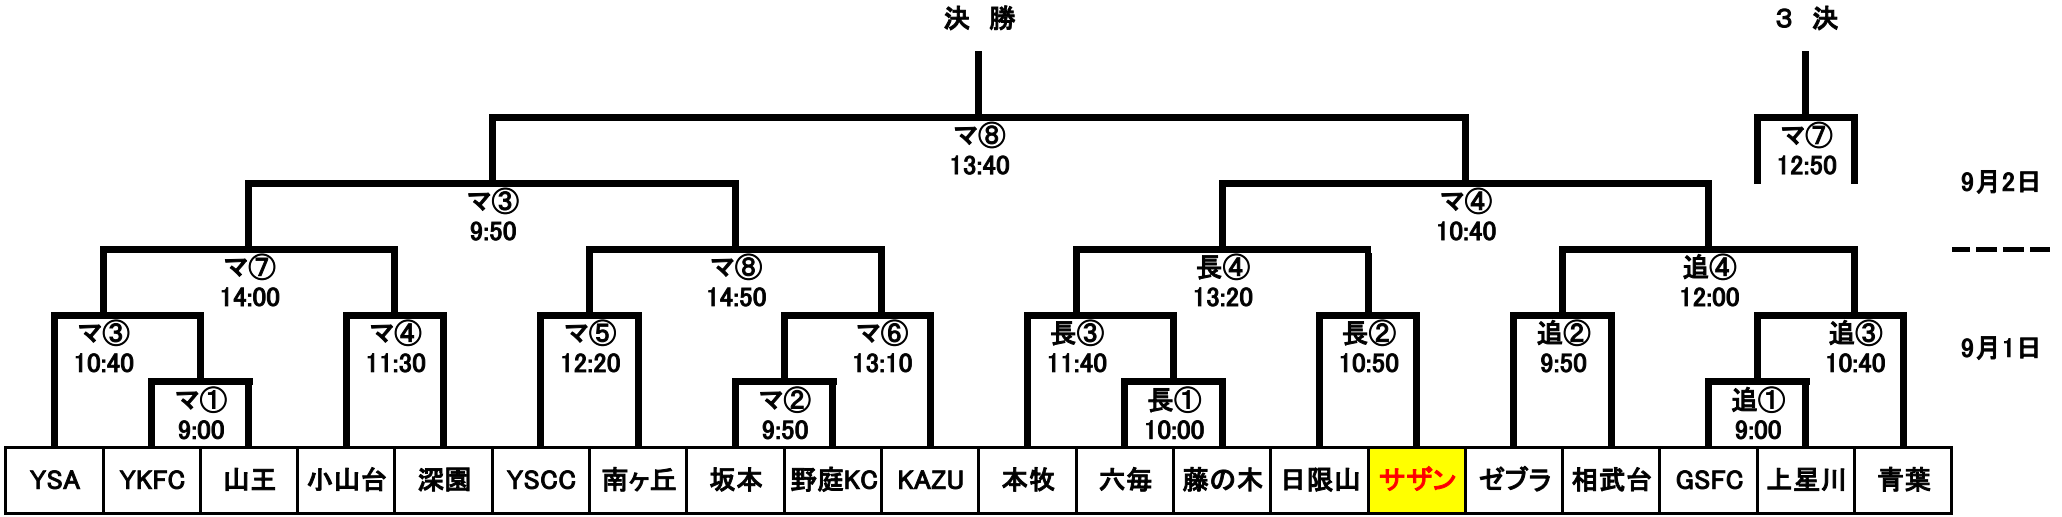 決 勝
３ 決
マ⑧
13:40
マ⑦
12:50
9月2日
マ③
9:50
マ④
10:40
マ⑦
14:00
マ⑧
14:50
長④
13:20
追④
12:00
マ③
10:40
マ④
11:30
マ⑤
12:20
マ⑥
13:10
長③
11:40
長②
10:50
追②
9:50
追③
10:40
9月1日
マ①
9:00
マ②
9:50
長①
10:00
追①
9:00
YSA YKFC 山王 小山台 深園 YSCC 南ヶ丘 坂本 野庭KC KAZU 本牧 六毎 藤の木 日限山 サザン ゼブラ 相武台 GSFC 上星川 青葉